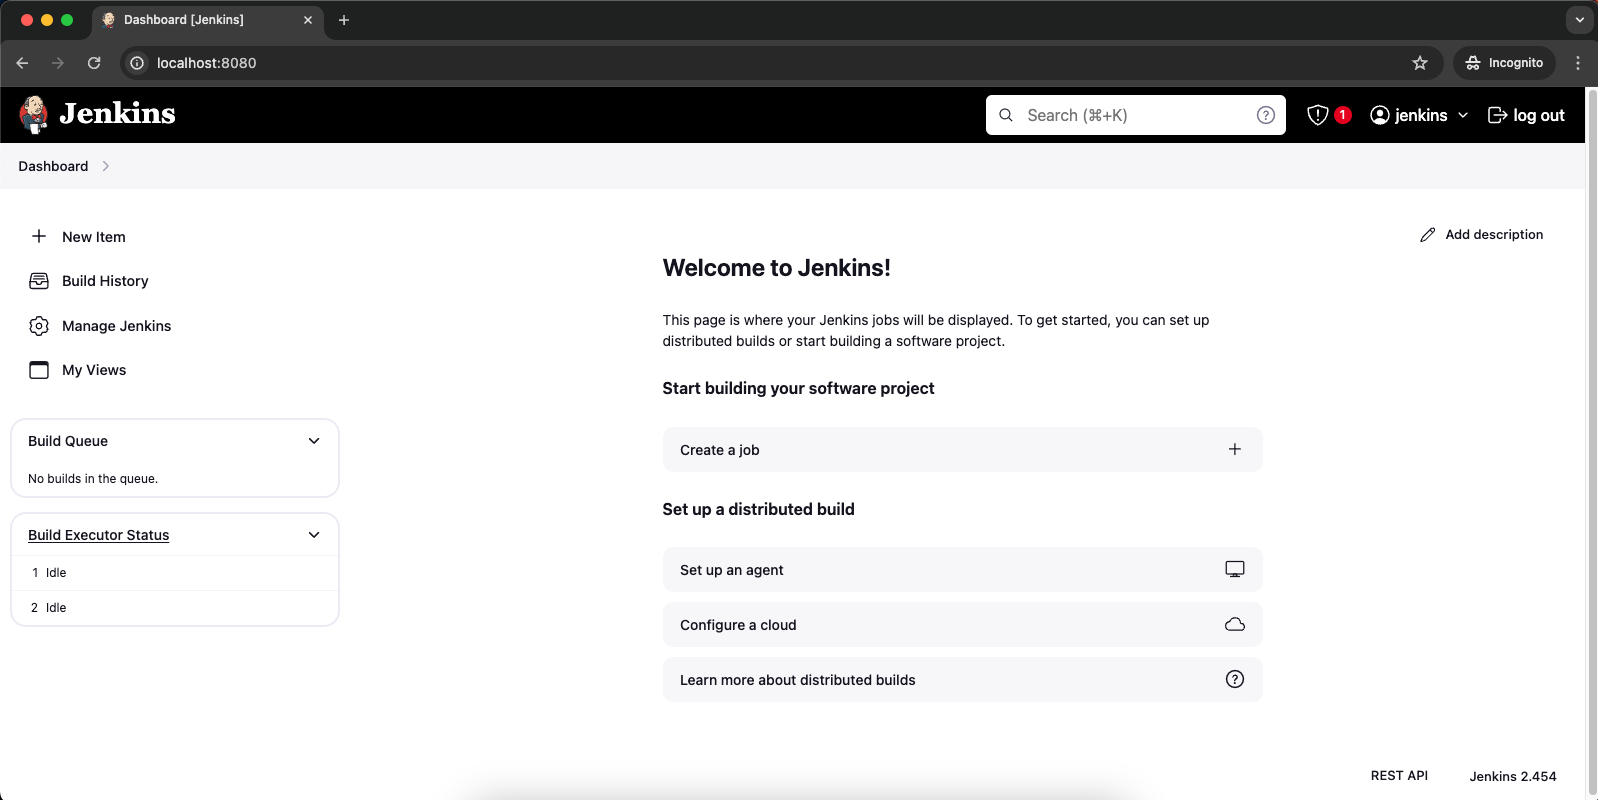 Dashboard [Jenkins]
localhost:8080
Incognito
Jenkins
Search (⌘+K)
?
1
jenkins
log out
Dashboard
New Item
Build History
Manage Jenkins
My Views
Build Queue
No builds in the queue.
Build Executor Status
1 Idle
2 Idle
Add description
Welcome to Jenkins!
This page is where your Jenkins jobs will be displayed. To get started, you can set up
distributed builds or start building a software project.
Start building your software project
Create a job
Set up a distributed build
Set up an agent
Configure a cloud
Learn more about distributed builds
?
REST API
Jenkins 2.454